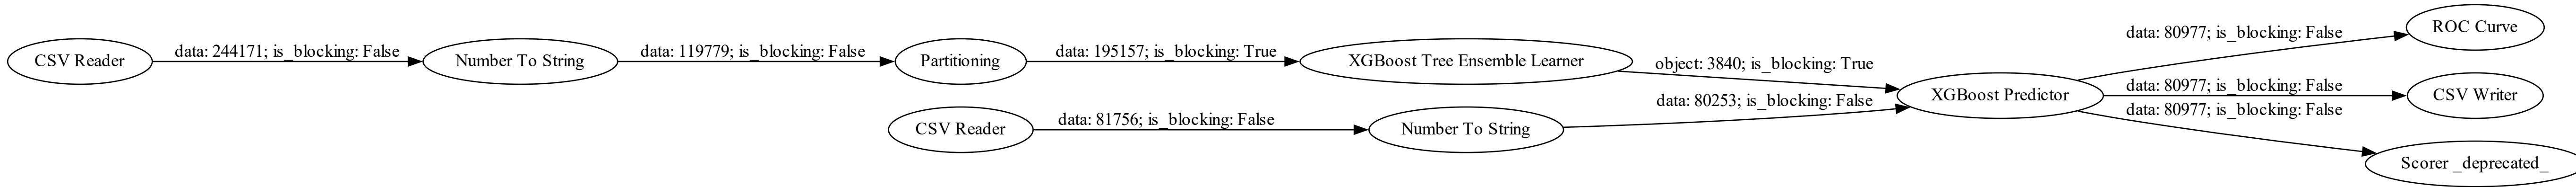 CSV Reader
data: 244171; is_blocking: False
Number To String
data: 119779; is_blocking: False
Partitioning
data: 195157; is_blocking: True
XGBoost Tree Ensemble Learner
object: 3840; is_blocking: True
CSV Reader
data: 81756; is_blocking: False
Number To String
data: 80253; is_blocking: False
XGBoost Predictor
data: 80977; is_blocking: False
ROC Curve
data: 80977; is_blocking: False
CSV Writer
data: 80977; is_blocking: False
Scorer _deprecated_